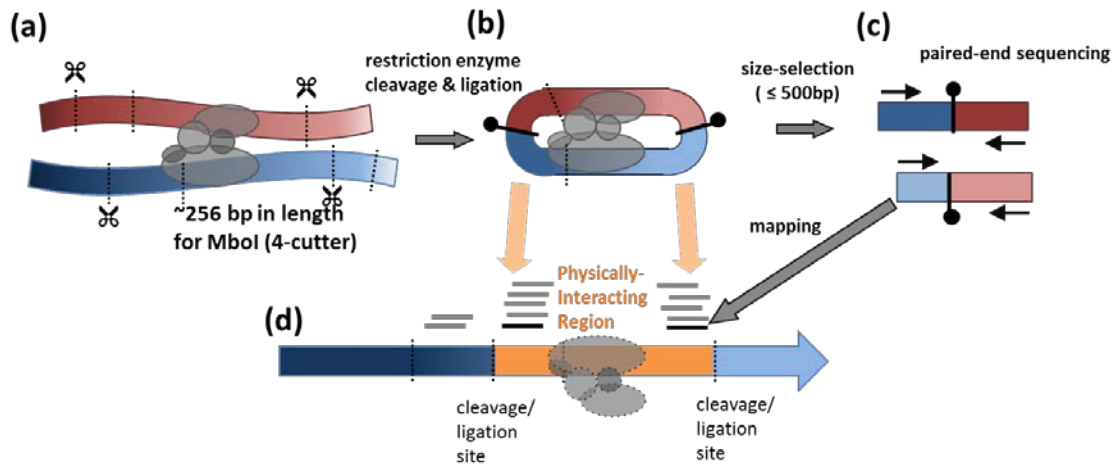 (a)
(b)
(c)
restriction enzyme
cleavage & ligation
size-selection
( ≤ 500bp)
paired-end sequencing
~256 bp in length
for MboI (4-cutter)
mapping
Physically-
Interacting
Region
(d)
cleavage/
ligation
site
cleavage/
ligation
site